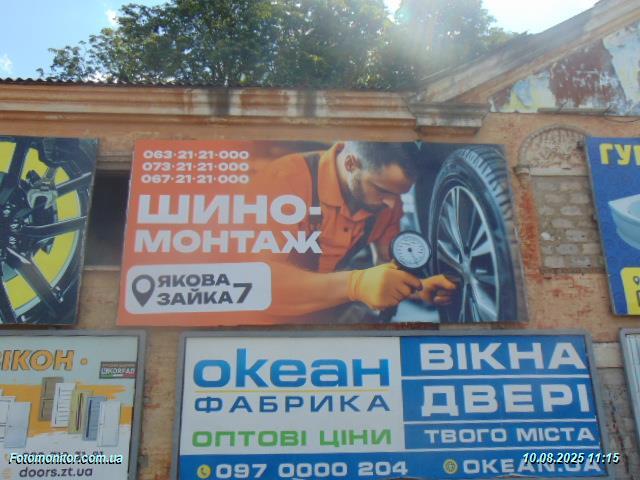 063·21·21·000
073·21·21·000
067·21·21·000
ШИНО-
МОНТАЖ
ЯКОВА
ЗАЙКА 7
ІКОН
KORFAD
doors.zt.ua
океан
ФАБРИКА
ОПТОВІ ЦІНИ
097 0000 204
ВІКНА
ДВЕРІ
ТВОГО МІСТА
OKEAN.UA
Fotomonitor.com.ua
10.08.2025 11:15